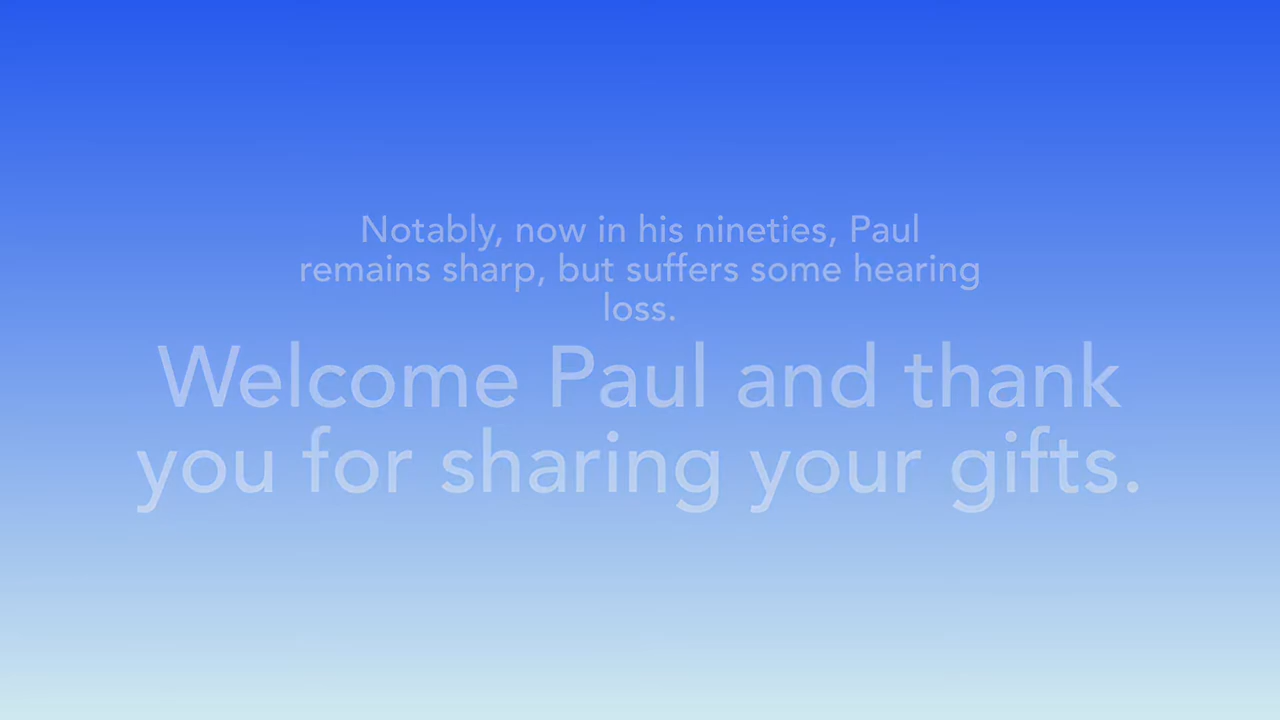 Notably, now in his nineties, Paul
remains sharp, but suffers some hearing
loss.
Welcome Paul and thank
you for sharing your gifts.